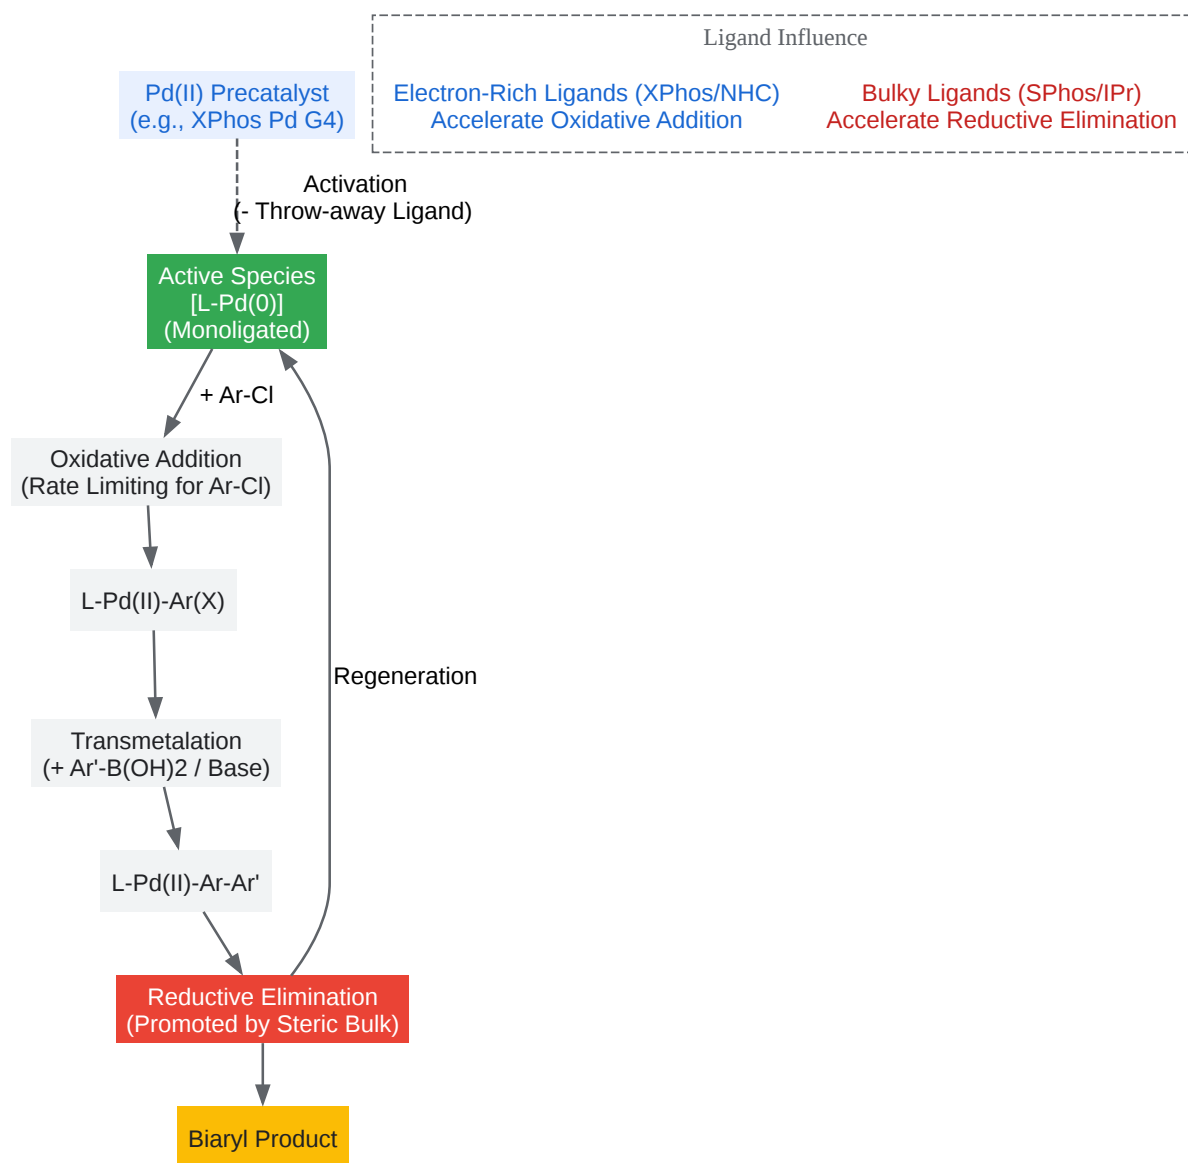 Ligand Influence
Pd(II) Precatalyst
(e.g., XPhos Pd G4)
Electron-Rich Ligands (XPhos/NHC)
Accelerate Oxidative Addition
Bulky Ligands (SPhos/IPr)
Accelerate Reductive Elimination
Activation
(- Throw-away Ligand)
Active Species
[L-Pd(0)]
(Monoligated)
+ Ar-Cl
Oxidative Addition
(Rate Limiting for Ar-Cl)
L-Pd(II)-Ar(X)
Regeneration
Transmetalation
(+ Ar'-B(OH)2 / Base)
L-Pd(II)-Ar-Ar'
Reductive Elimination
(Promoted by Steric Bulk)
Biaryl Product